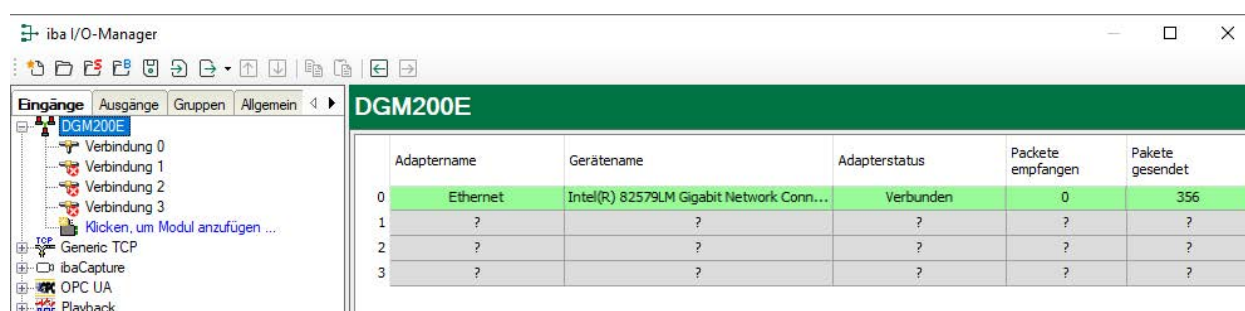 iba I/O-Manager
Eingänge Ausgänge Gruppen Allgemein
DGM200E
DGM200E
Verbindung 0
Verbindung 1
Verbindung 2
Verbindung 3
Klicken, um Modul anzufügen ...
TCP Generic TCP
ibaCapture
OPC UA
Playback
Adaptername Gerätename Adapterstatus Packete empfangen Pakete gesendet
0 Ethernet Intel(R) 82579LM Gigabit Network Conn... Verbunden 0 356
1 ? ? ? ? ?
2 ? ? ? ? ?
3 ? ? ? ? ?